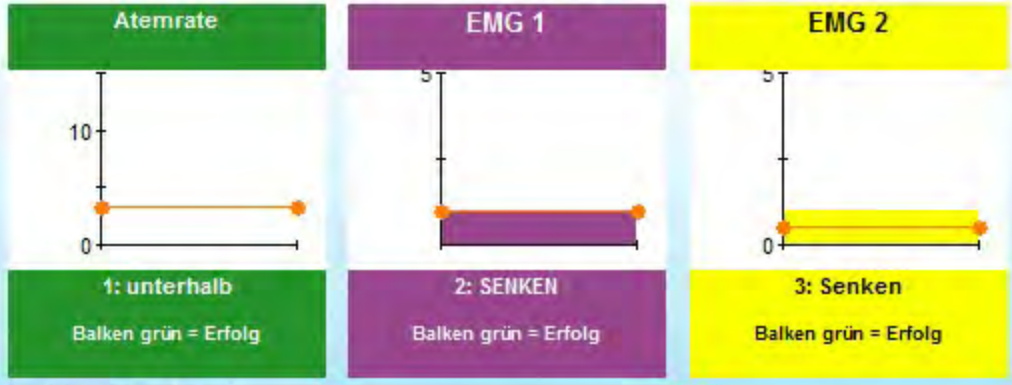 Atemrate
EMG 1
EMG 2
10
0
5
5
0
1: unterhalb
Balken grün = Erfolg
2: SENKEN
Balken grün = Erfolg
3: Senken
Balken grün = Erfolg